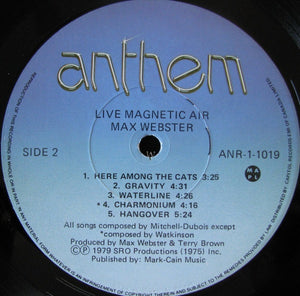 anthem
LIVE MAGNETIC AIR
MAX WEBSTER
SIDE 2
ANR-1-1019
M A P L
1. HERE AMONG THE CATS 3:25
2. GRAVITY 4:31
3. WATERLINE 4:26
* 4. CHARMONIUM 4:16
5. HANGOVER 5:24
All songs composed by Mitchell-Dubois except
*composed by Watkinson
Produced by Max Webster & Terry Brown
℗ 1979 SRO Productions (1975) Inc.
Published by: Mark-Cain Music